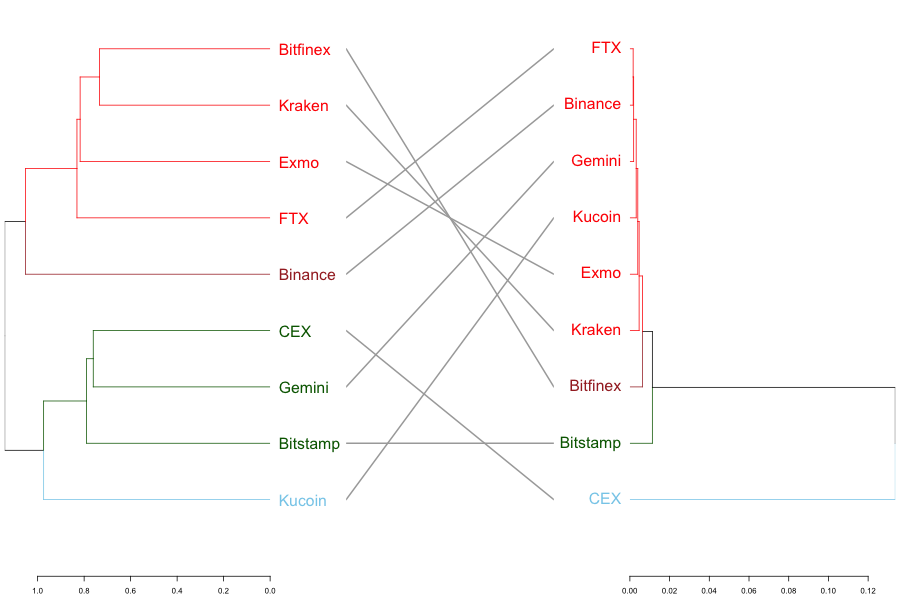 Bitfinex FTX
Kraken Binance
Exmo Gemini
FTX Kucoin
Binance Exmo
CEX Kraken
Gemini Bitfinex
Bitstamp Bitstamp
Kucoin CEX
1.0 0.8 0.6 0.4 0.2 0.0 0.00 0.02 0.04 0.06 0.08 0.10 0.12